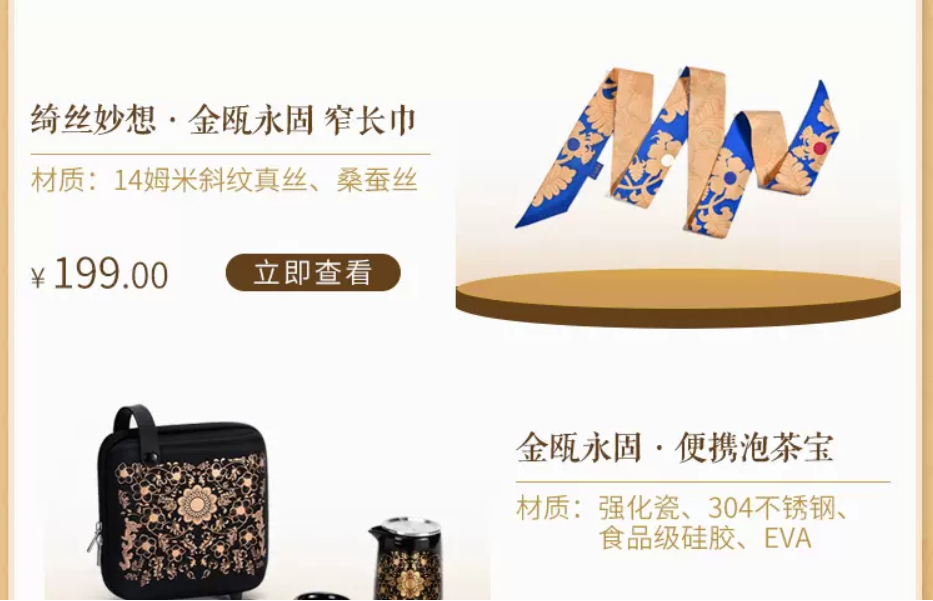 绮丝妙想·金瓯永固 窄长巾
材质：14姆米斜纹真丝、桑蚕丝
¥199.00
立即查看
金瓯永固·便携泡茶宝
材质：强化瓷、304不锈钢、
食品级硅胶、EVA